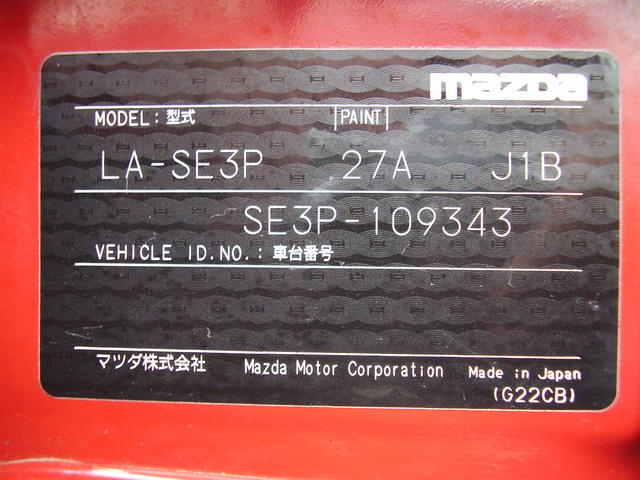 mazda
MODEL: 型式 PAINT
LA-SE3P 27A J1B
SE3P-109343
VEHICLE ID.NO.: 車台番号
マツダ株式会社 Mazda Motor Corporation Made in Japan
(G22CB)